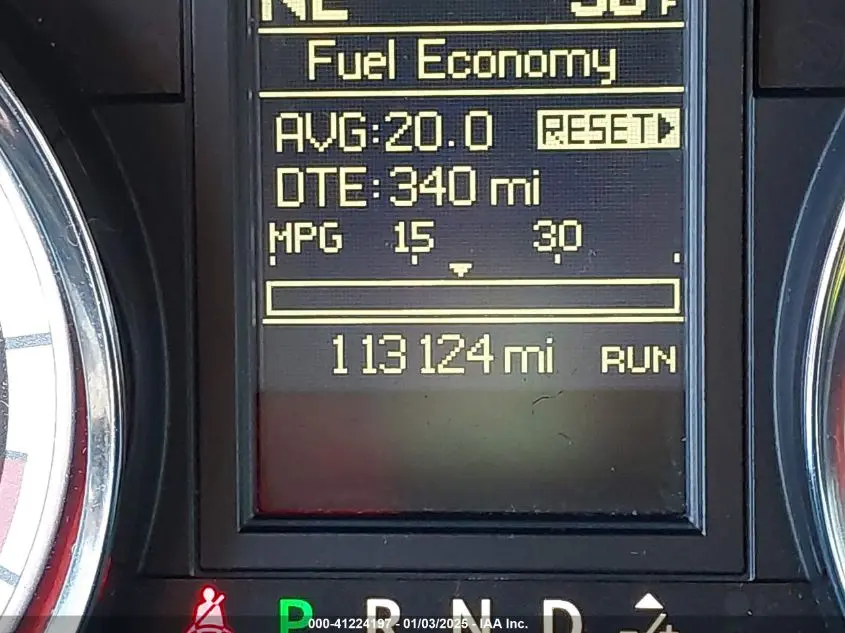 NE
Fuel Economy
AVG:20.0 RESET
DTE:340 mi
MPG 15 30
113124 mi RUN
P R N D -/+
000-41224197 - 01/03/2025 - IAA Inc.